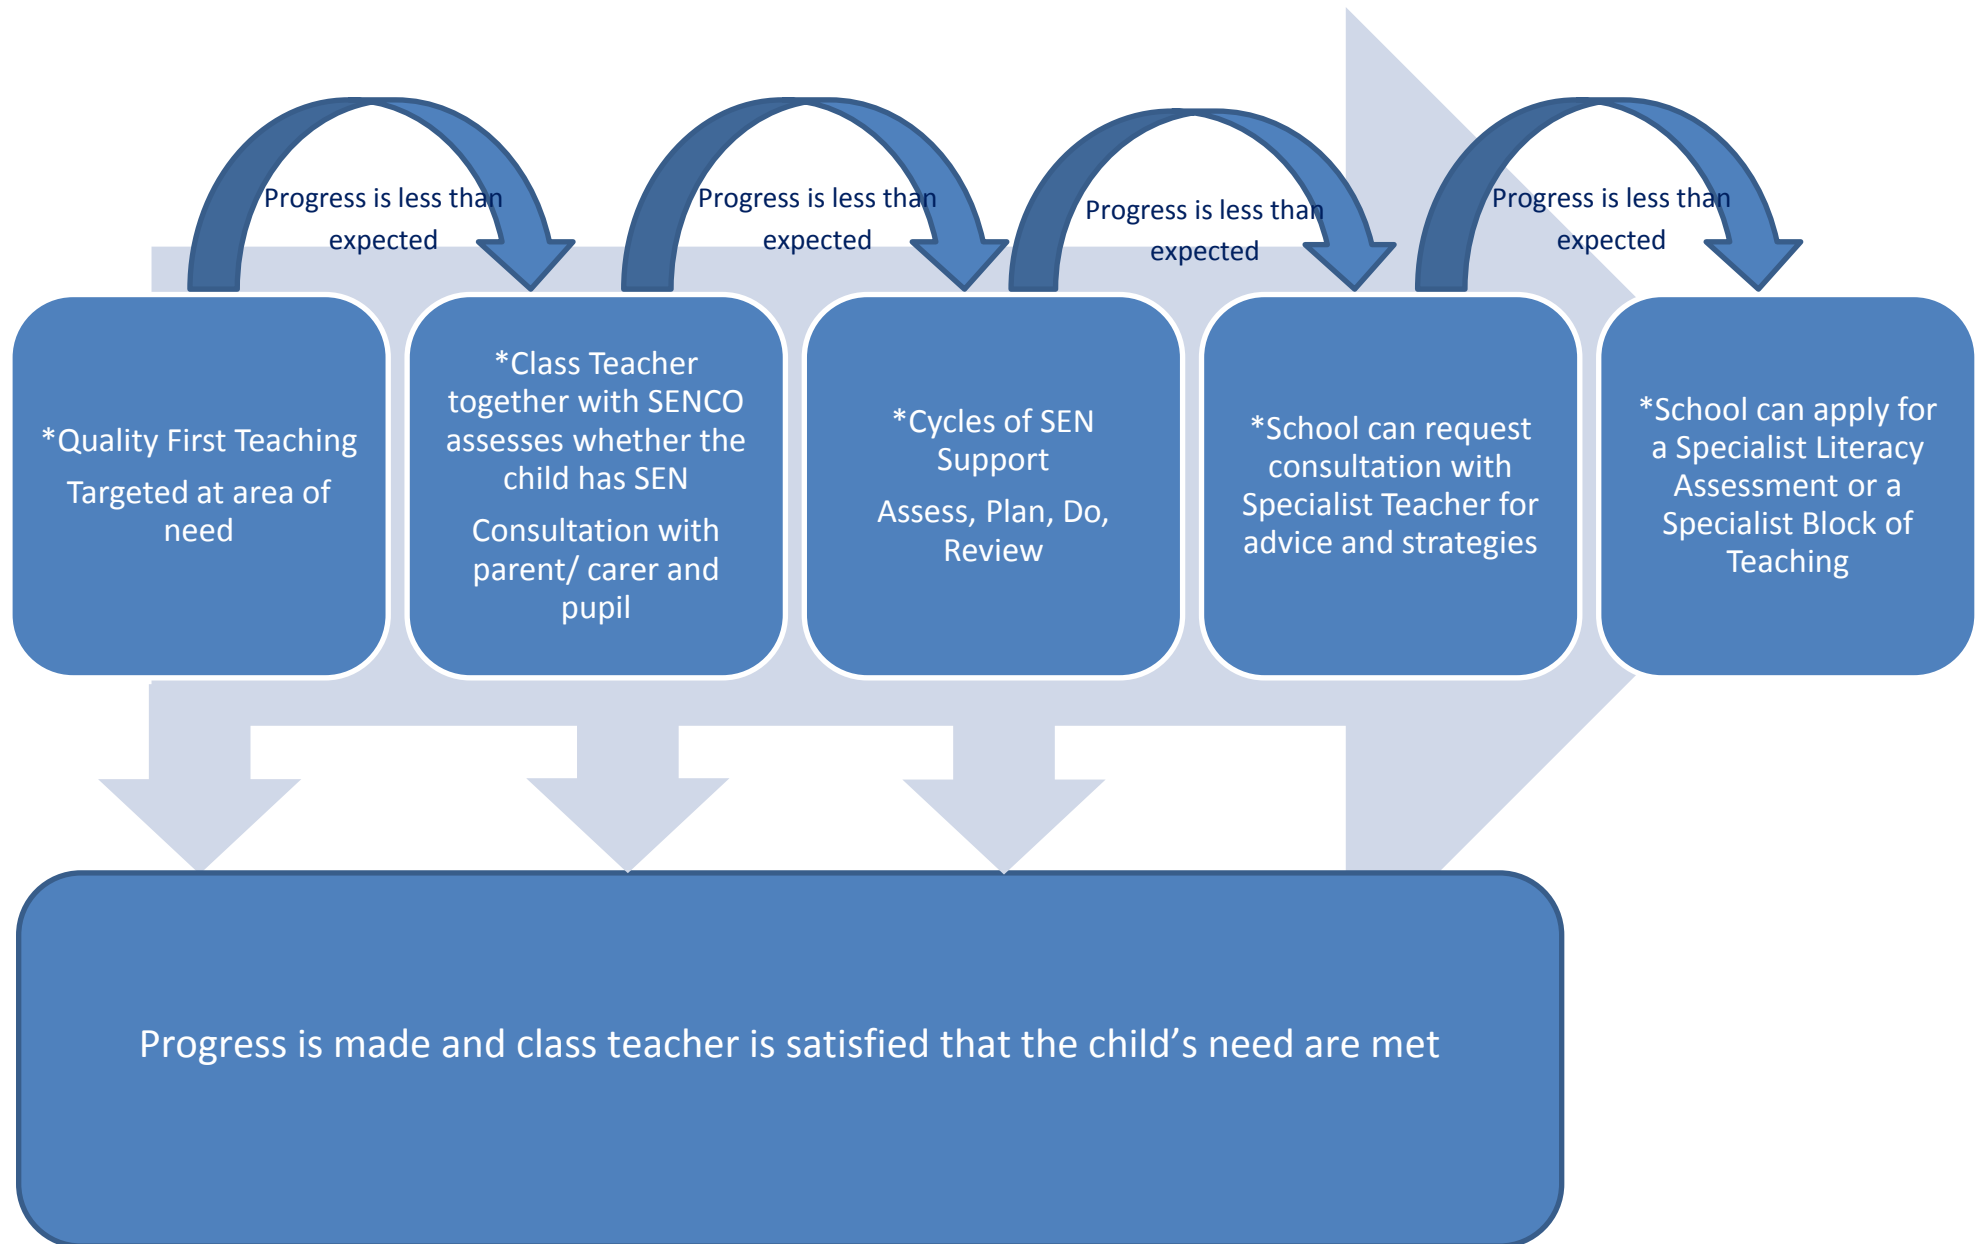 Progress is less than
expected
Progress is less than
expected
Progress is less than
expected
Progress is less than
expected
*Quality First Teaching
Targeted at area of
need
*Class Teacher
together with SENCO
assesses whether the
child has SEN
Consultation with
parent/ carer and
pupil
*Cycles of SEN
Support
Assess, Plan, Do,
Review
*School can request
consultation with
Specialist Teacher for
advice and strategies
*School can apply for
a Specialist Literacy
Assessment or a
Specialist Block of
Teaching
Progress is made and class teacher is satisfied that the child’s need are met